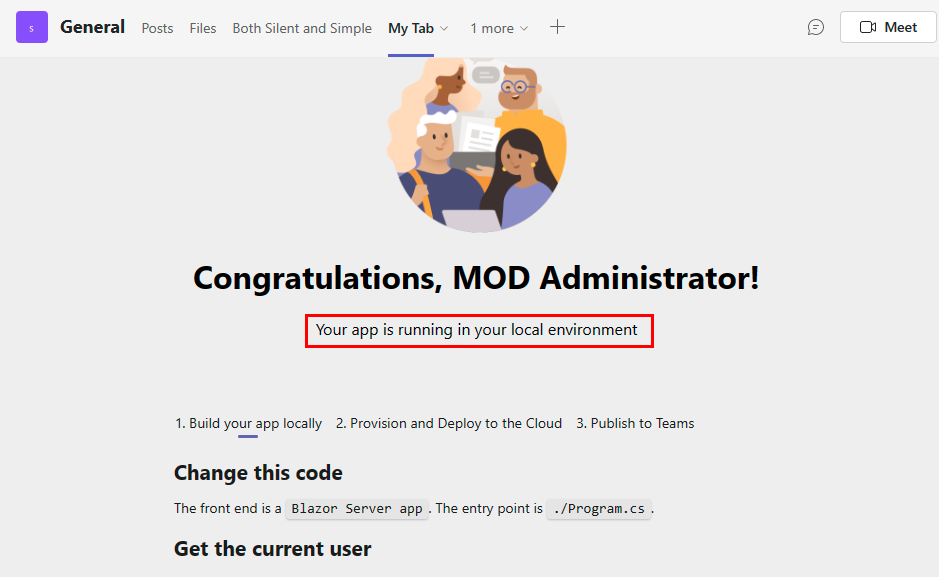 s General Posts Files Both Silent and Simple My Tab 1 more Meet
Congratulations, MOD Administrator!
Your app is running in your local environment
1. Build your app locally 2. Provision and Deploy to the Cloud 3. Publish to Teams
Change this code
The front end is a Blazor Server app. The entry point is ./Program.cs.
Get the current user